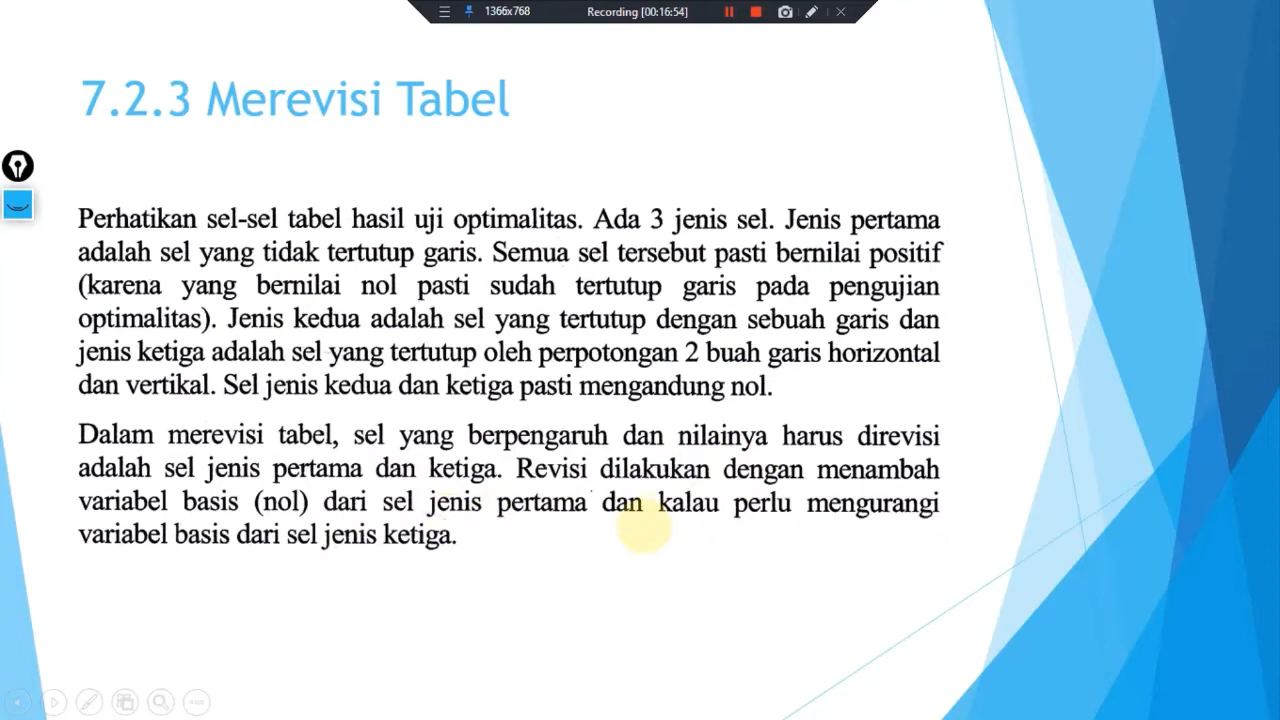 1366x768
Recording [00:16:54]
7.2.3 Merevisi Tabel
Perhatikan sel-sel tabel hasil uji optimalitas. Ada 3 jenis sel. Jenis pertama
adalah sel yang tidak tertutup garis. Semua sel tersebut pasti bernilai positif
(karena yang bernilai nol pasti sudah tertutup garis pada pengujian
optimalitas). Jenis kedua adalah sel yang tertutup dengan sebuah garis dan
jenis ketiga adalah sel yang tertutup oleh perpotongan 2 buah garis horizontal
dan vertikal. Sel jenis kedua dan ketiga pasti mengandung nol.
Dalam merevisi tabel, sel yang berpengaruh dan nilainya harus direvisi
adalah sel jenis pertama dan ketiga. Revisi dilakukan dengan menambah
variabel basis (nol) dari sel jenis pertama dan kalau perlu mengurangi
variabel basis dari sel jenis ketiga.